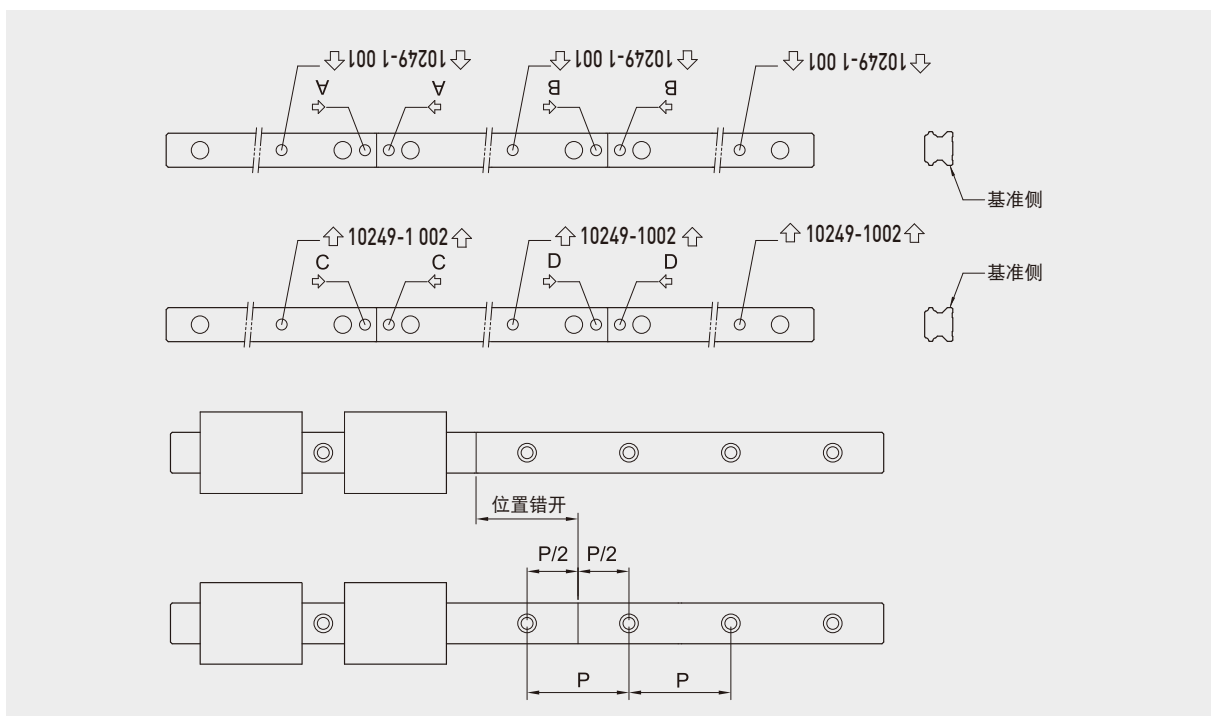 ⇩ 10249-1 001 ⇩ ⇩ 10249-1 001 ⇩ ⇩ 10249-1 001 ⇩
A A B B
基准侧
⇧ 10249-1 002 ⇧ ⇧ 10249-1002 ⇧ ⇧ 10249-1002 ⇧
C C D D
基准侧
位置错开
P/2 P/2
P P